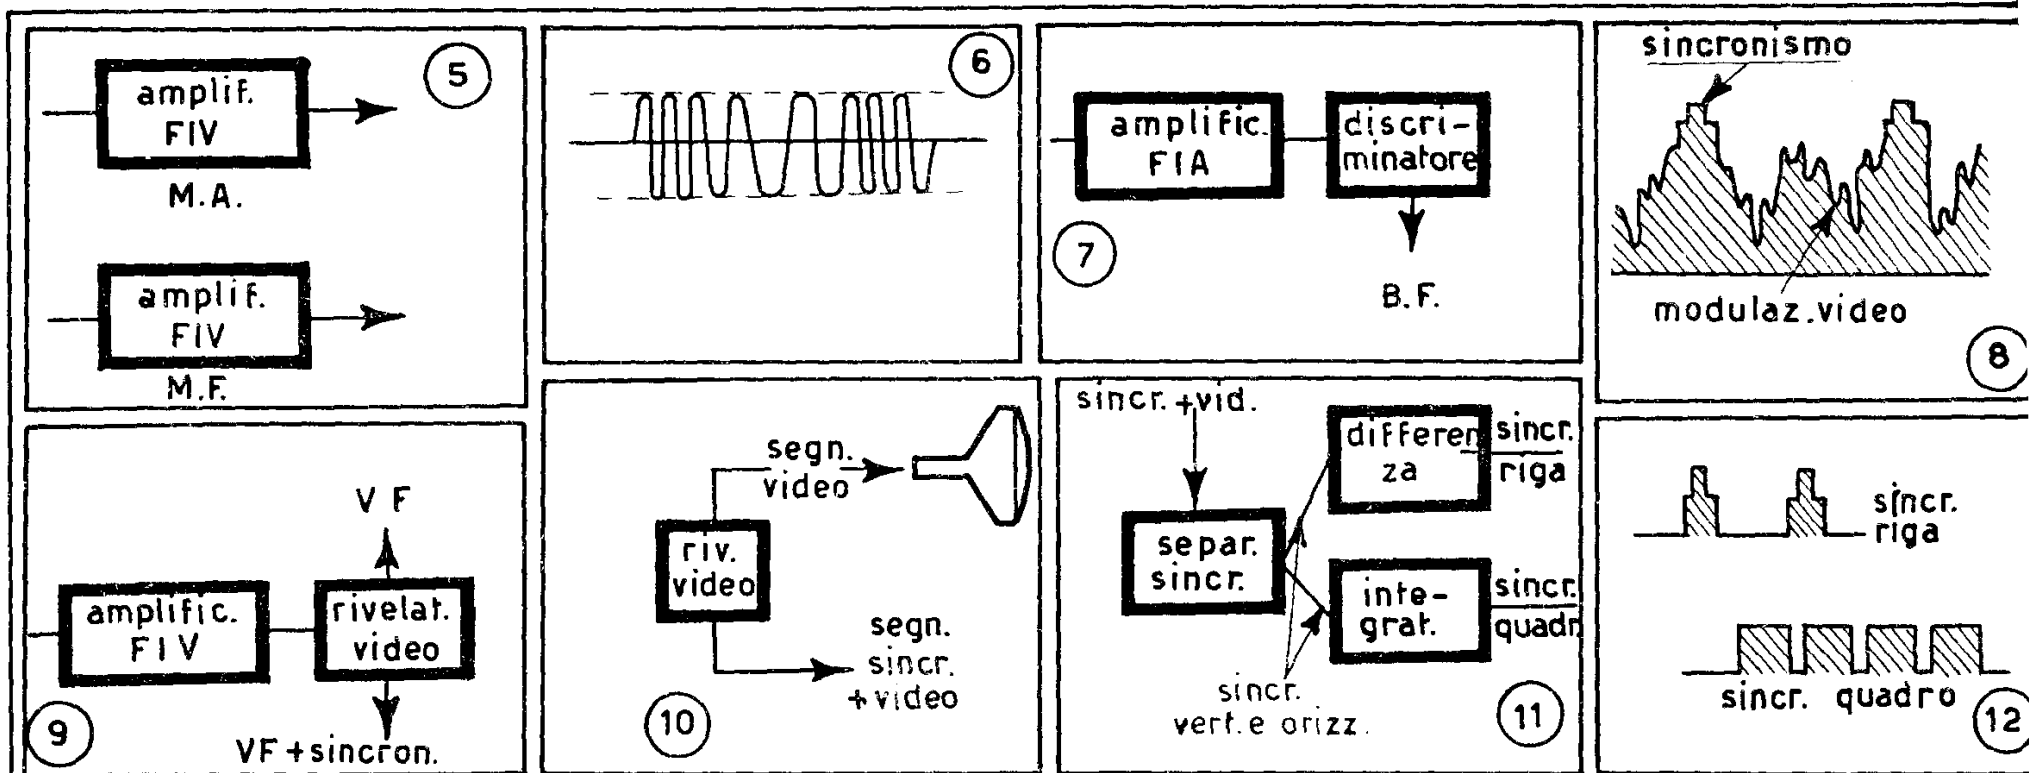 5
amplif.
FIV
M.A.
amplif.
FIV
M.F.
6
amplific.
FIA
discri-
minatore
B.F.
7
sincronismo
modulaz.video
8
V F
amplific.
FIV
rivelat.
video
VF+sincron.
9
segn.
video
riv.
video
segn.
sincr.
+video
10
sincr.+vid.
differen
za
sincr.
riga
separ.
sincr.
inte-
grat.
sincr.
quadr.
sincr.
vert.e orizz.
11
sincr.
riga
sincr. quadro
12